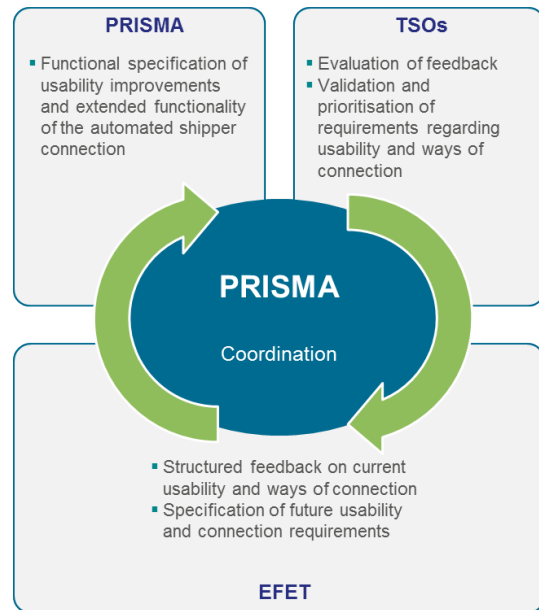 PRISMA
▪ Functional specification of
usability improvements
and extended functionality
of the automated shipper
connection
TSOs
▪ Evaluation of feedback
▪ Validation and
prioritisation of
requirements regarding
usability and ways of
connection
PRISMA
Coordination
▪ Structured feedback on current
usability and ways of connection
▪ Specification of future usability
and connection requirements
EFET